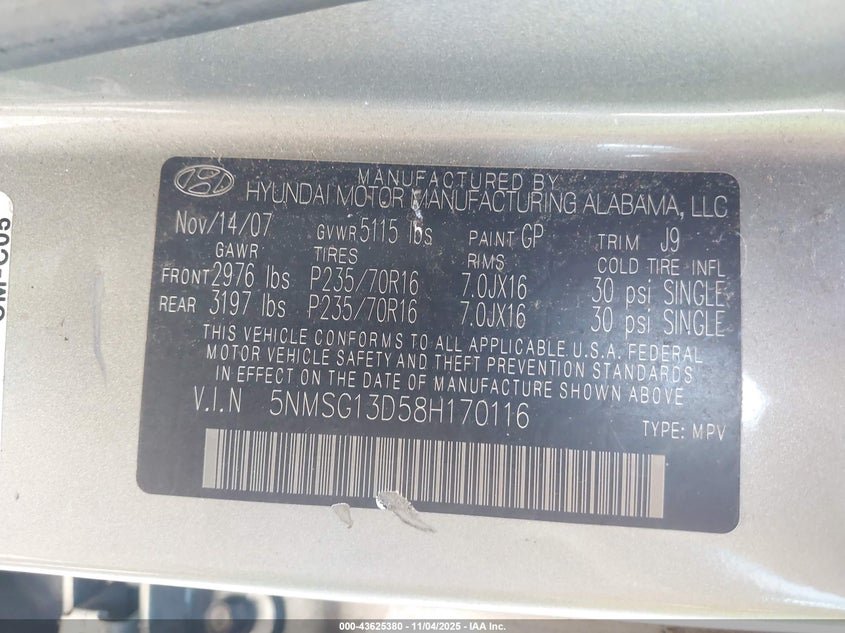 MANUFACTURED BY
HYUNDAI MOTOR MANUFACTURING ALABAMA, LLC
Nov/14/07 GVWR 5115 lbs PAINT GP TRIM J9
GAWR TIRES RIMS COLD TIRE INFL
FRONT 2976 lbs P235/70R16 7.0JX16 30 psi SINGLE
REAR 3197 lbs P235/70R16 7.0JX16 30 psi SINGLE
THIS VEHICLE CONFORMS TO ALL APPLICABLE U.S.A. FEDERAL
MOTOR VEHICLE SAFETY AND THEFT PREVENTION STANDARDS
IN EFFECT ON THE DATE OF MANUFACTURE SHOWN ABOVE
V.I.N 5NMSG13D58H170116
TYPE: MPV
000-43625380 - 11/04/2025 - IAA Inc.